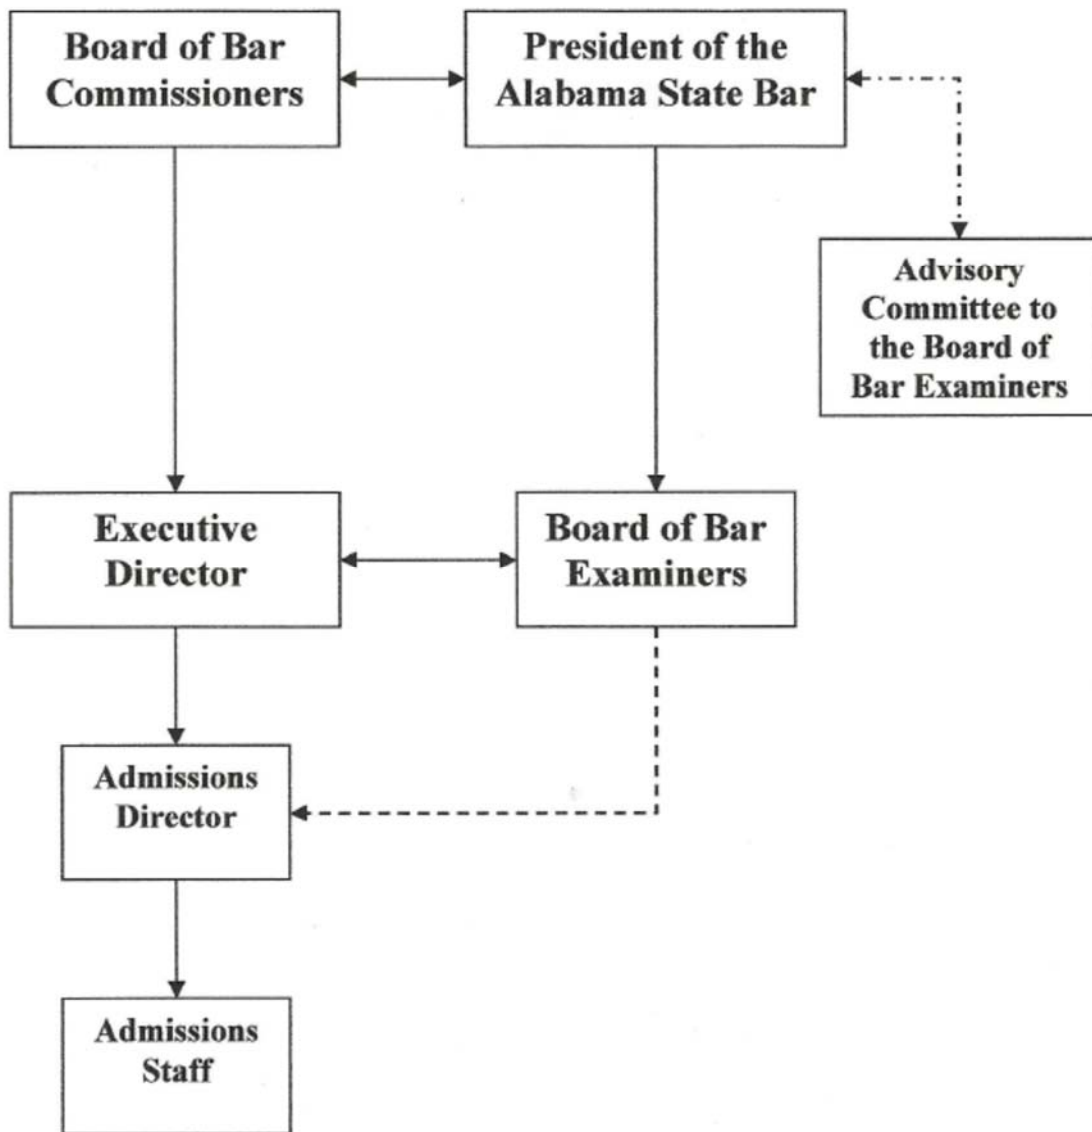 Board of Bar
Commissioners
President of the
Alabama State Bar
Advisory
Committee to
the Board of
Bar Examiners
Executive
Director
Board of Bar
Examiners
Admissions
Director
Admissions
Staff